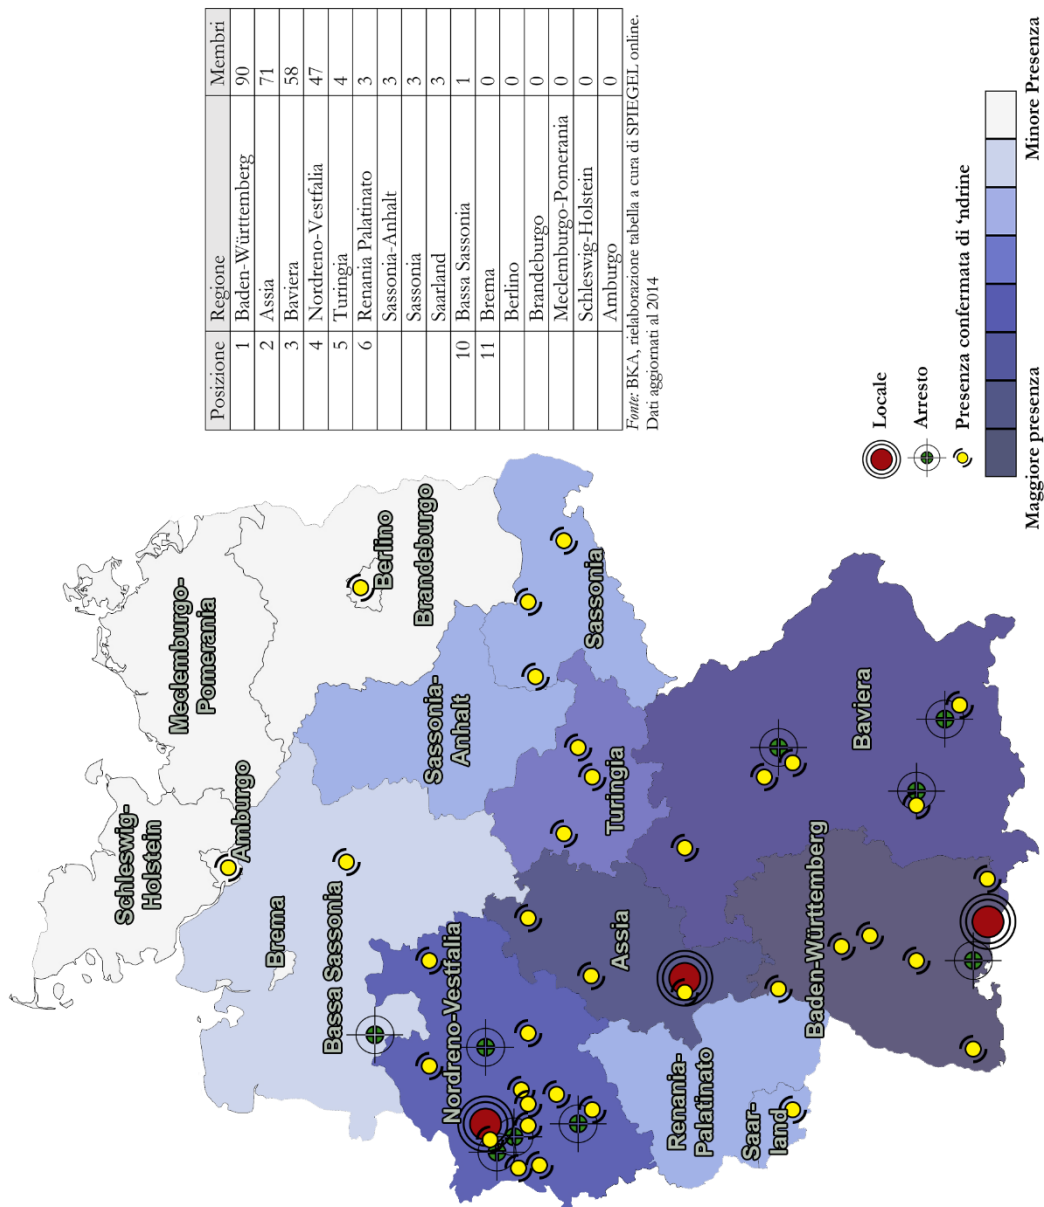 Posizione Regione Membri
1 Baden-Württemberg 90
2 Assia 71
3 Baviera 58
4 Nordreno-Vestfalia 47
5 Turingia 4
6 Renania Palatinato 3
Sassonia-Anhalt 3
Sassonia 3
Saarland 3
10 Bassa Sassonia 1
11 Brema 0
Berlino 0
Brandeburgo 0
Meclemburgo-Pomerania 0
Schleswig-Holstein 0
Amburgo 0
Fonte: BKA, rielaborazione tabella a cura di SPIEGEL online.
Dati aggiornati al 2014
Schleswig-
Holstein
Meclemburgo-
Pomerania
Amburgo
Brema
Bassa Sassonia
Berlino
Brandeburgo
Sassonia-
Anhalt
Nordreno-Vestfalia
Sassonia
Turingia
Assia
Renania-
Palatinato
Saar-
land
Baden-Württemberg
Baviera
Locale
Arresto
Presenza confermata di 'ndrine
Maggiore presenza
Minore Presenza